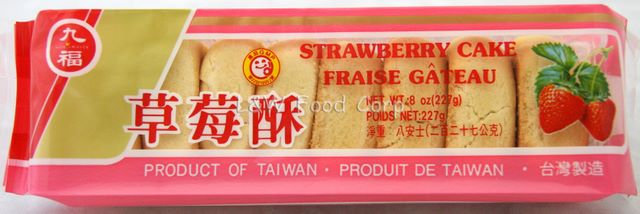 九福
草莓酥
STRAWBERRY CAKE
FRAISE GÂTEAU
NET WT:8 oz(227g)
POIDS NET:227g
淨重:八安士(二百二十七公克)
PRODUCT OF TAIWAN · PRODUIT DE TAIWAN · 台灣製造